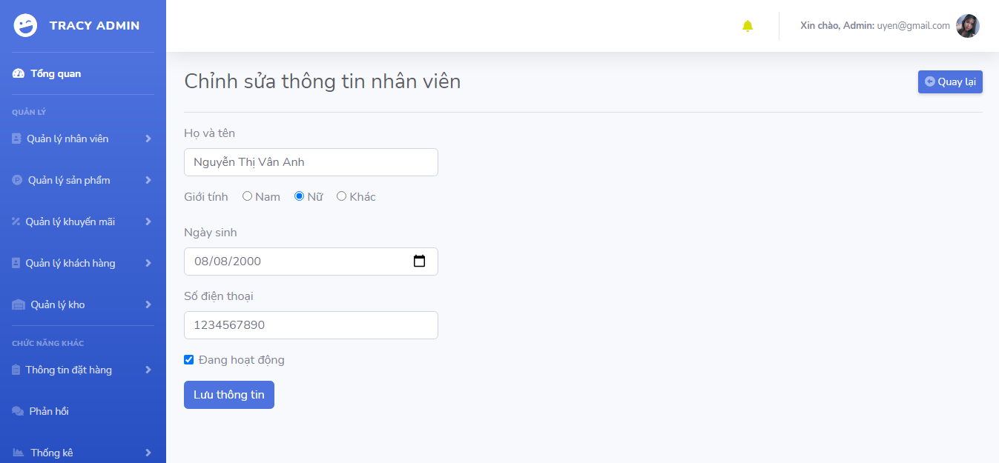 TRACY ADMIN
Xin chào, Admin: uyen@gmail.com
Tổng quan
QUẢN LÝ
Quản lý nhân viên
Quản lý sản phẩm
Quản lý khuyến mãi
Quản lý khách hàng
Quản lý kho
CHỨC NĂNG KHÁC
Thông tin đặt hàng
Phản hồi
Thống kê
Chỉnh sửa thông tin nhân viên
Quay lại
Họ và tên
Nguyễn Thị Vân Anh
Giới tính Nam Nữ Khác
Ngày sinh
08/08/2000
Số điện thoại
1234567890
Đang hoạt động
Lưu thông tin